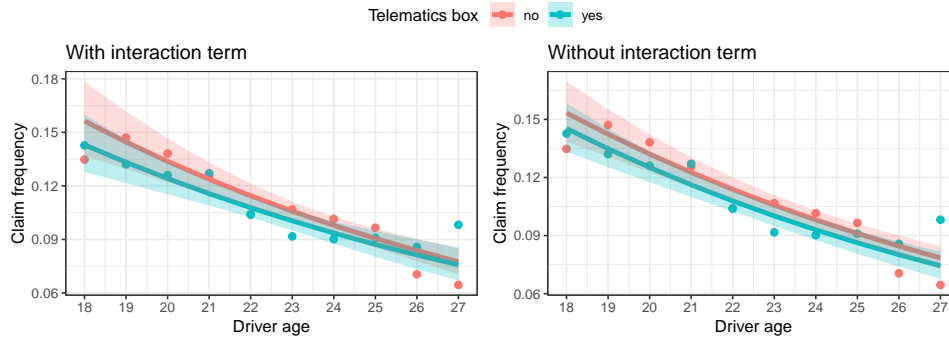 Telematics box no yes
With interaction term
0.18
0.15
0.12
0.09
0.06
Claim frequency
18 19 20 21 22 23 24 25 26 27
Driver age
Without interaction term
0.15
0.12
0.09
0.06
Claim frequency
18 19 20 21 22 23 24 25 26 27
Driver age